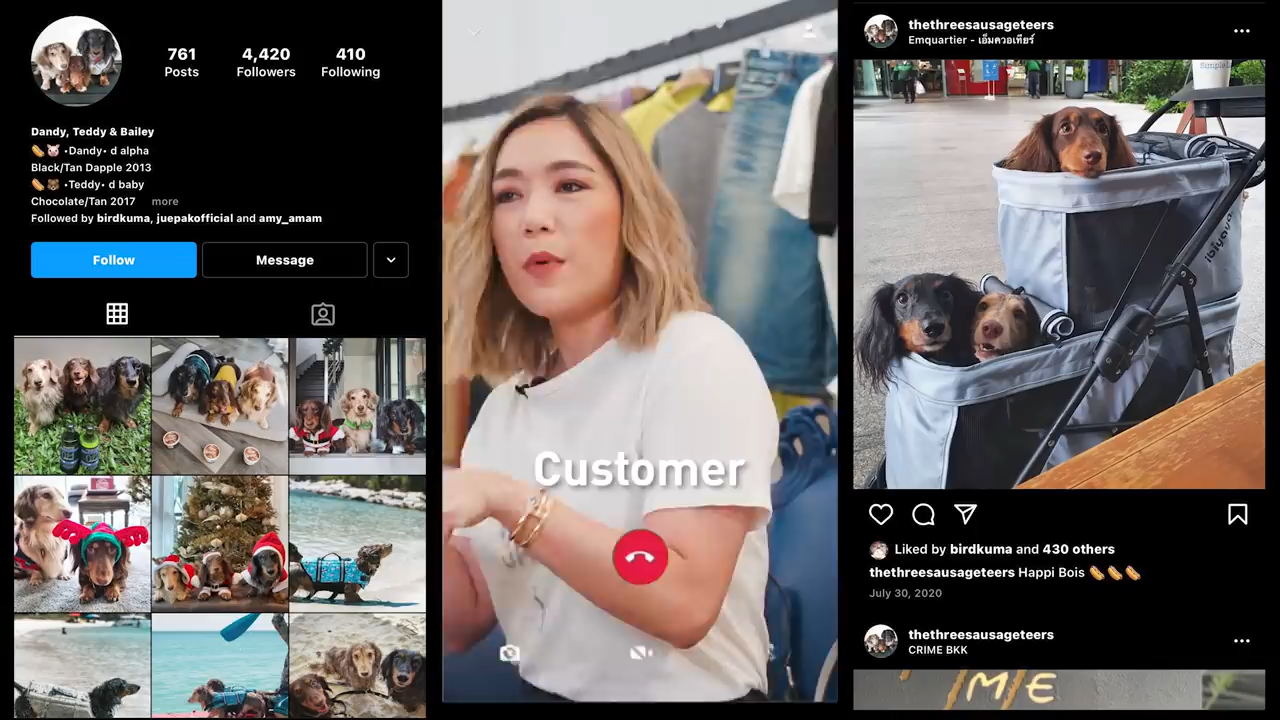 761
Posts
4,420
Followers
410
Following
Dandy, Teddy & Bailey
🌭🐷 •Dandy• d alpha
Black/Tan Dapple 2013
🌭🐻 •Teddy• d baby
Chocolate/Tan 2017 more
Followed by birdkuma, juepakofficial and amy_amam
Follow
Message
Customer
thethreesausageteers
Emquartier - เอ็มควอเทียร์
ibiyaya
Liked by birdkuma and 430 others
thethreesausageteers Happi Bois 🌭🌭🌭
July 30, 2020
thethreesausageteers
CRIME BKK